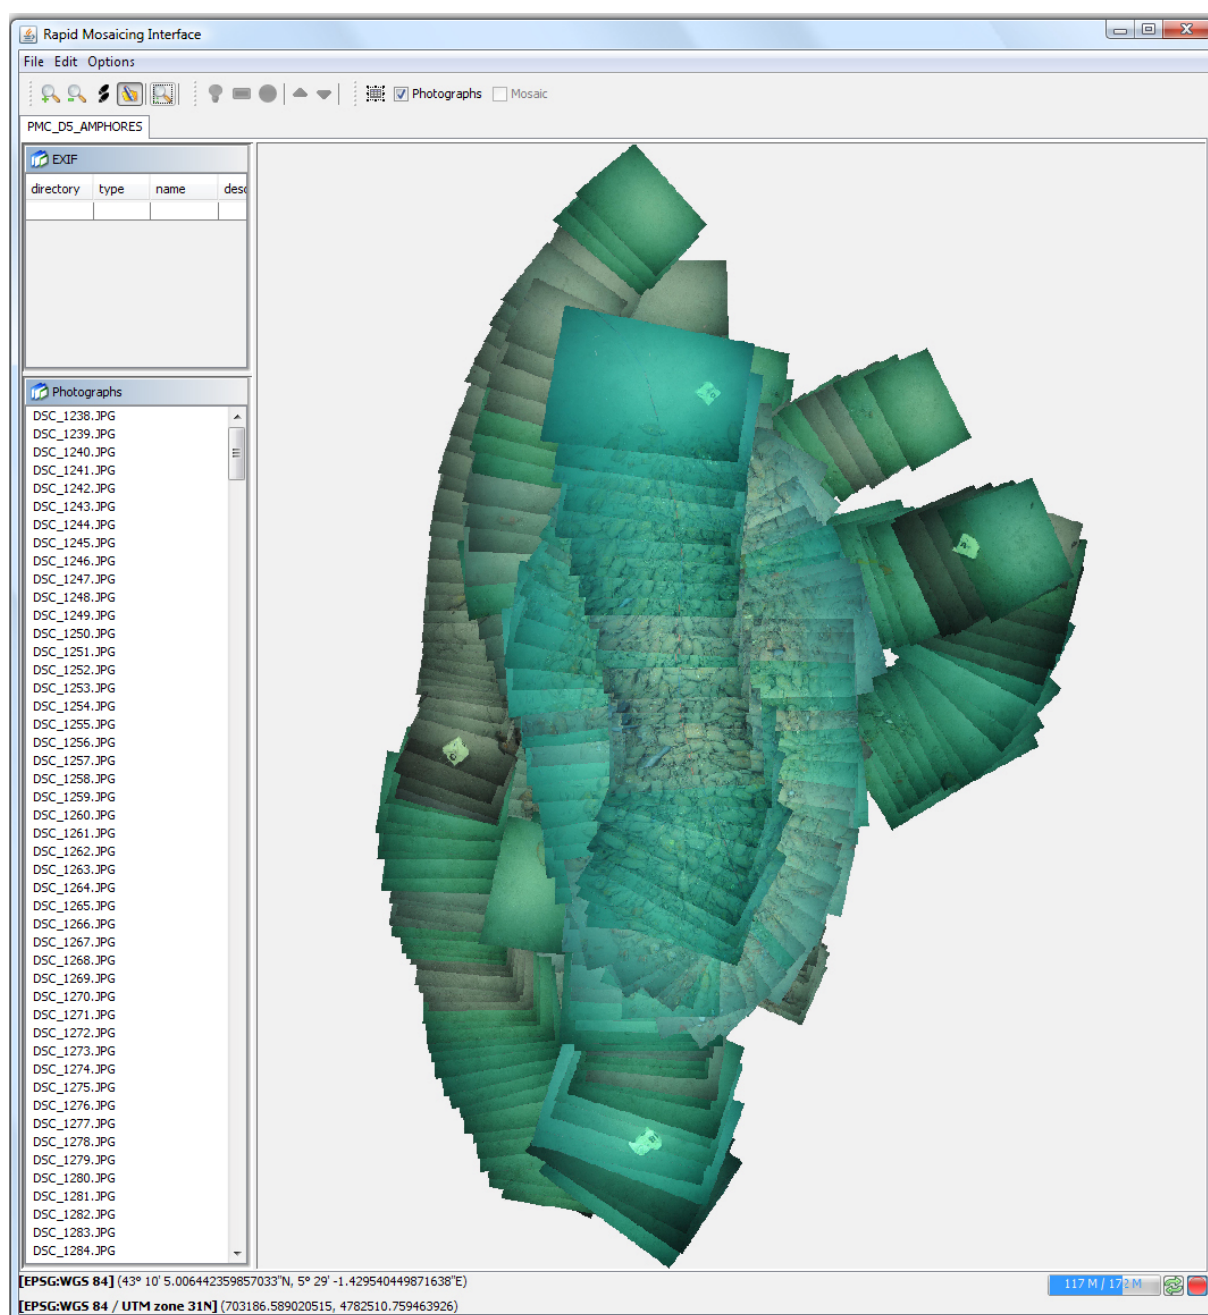 Rapid Mosaicing Interface
File Edit Options
Photographs Mosaic
PMC_D5_AMPHORES
EXIF
directory type name desc
Photographs
DSC_1238.JPG
DSC_1239.JPG
DSC_1240.JPG
DSC_1241.JPG
DSC_1242.JPG
DSC_1243.JPG
DSC_1244.JPG
DSC_1245.JPG
DSC_1246.JPG
DSC_1247.JPG
DSC_1248.JPG
DSC_1249.JPG
DSC_1250.JPG
DSC_1251.JPG
DSC_1252.JPG
DSC_1253.JPG
DSC_1254.JPG
DSC_1255.JPG
DSC_1256.JPG
DSC_1257.JPG
DSC_1258.JPG
DSC_1259.JPG
DSC_1260.JPG
DSC_1261.JPG
DSC_1262.JPG
DSC_1263.JPG
DSC_1264.JPG
DSC_1265.JPG
DSC_1266.JPG
DSC_1267.JPG
DSC_1268.JPG
DSC_1269.JPG
DSC_1270.JPG
DSC_1271.JPG
DSC_1272.JPG
DSC_1273.JPG
DSC_1274.JPG
DSC_1275.JPG
DSC_1276.JPG
DSC_1277.JPG
DSC_1278.JPG
DSC_1279.JPG
DSC_1280.JPG
DSC_1281.JPG
DSC_1282.JPG
DSC_1283.JPG
DSC_1284.JPG
[EPSG:WGS 84] (43° 10' 5.006442359857033"N, 5° 29' -1.429540449871638"E)
117 M / 172 M
[EPSG:WGS 84 / UTM zone 31N] (703186.589020515, 4782510.759463926)